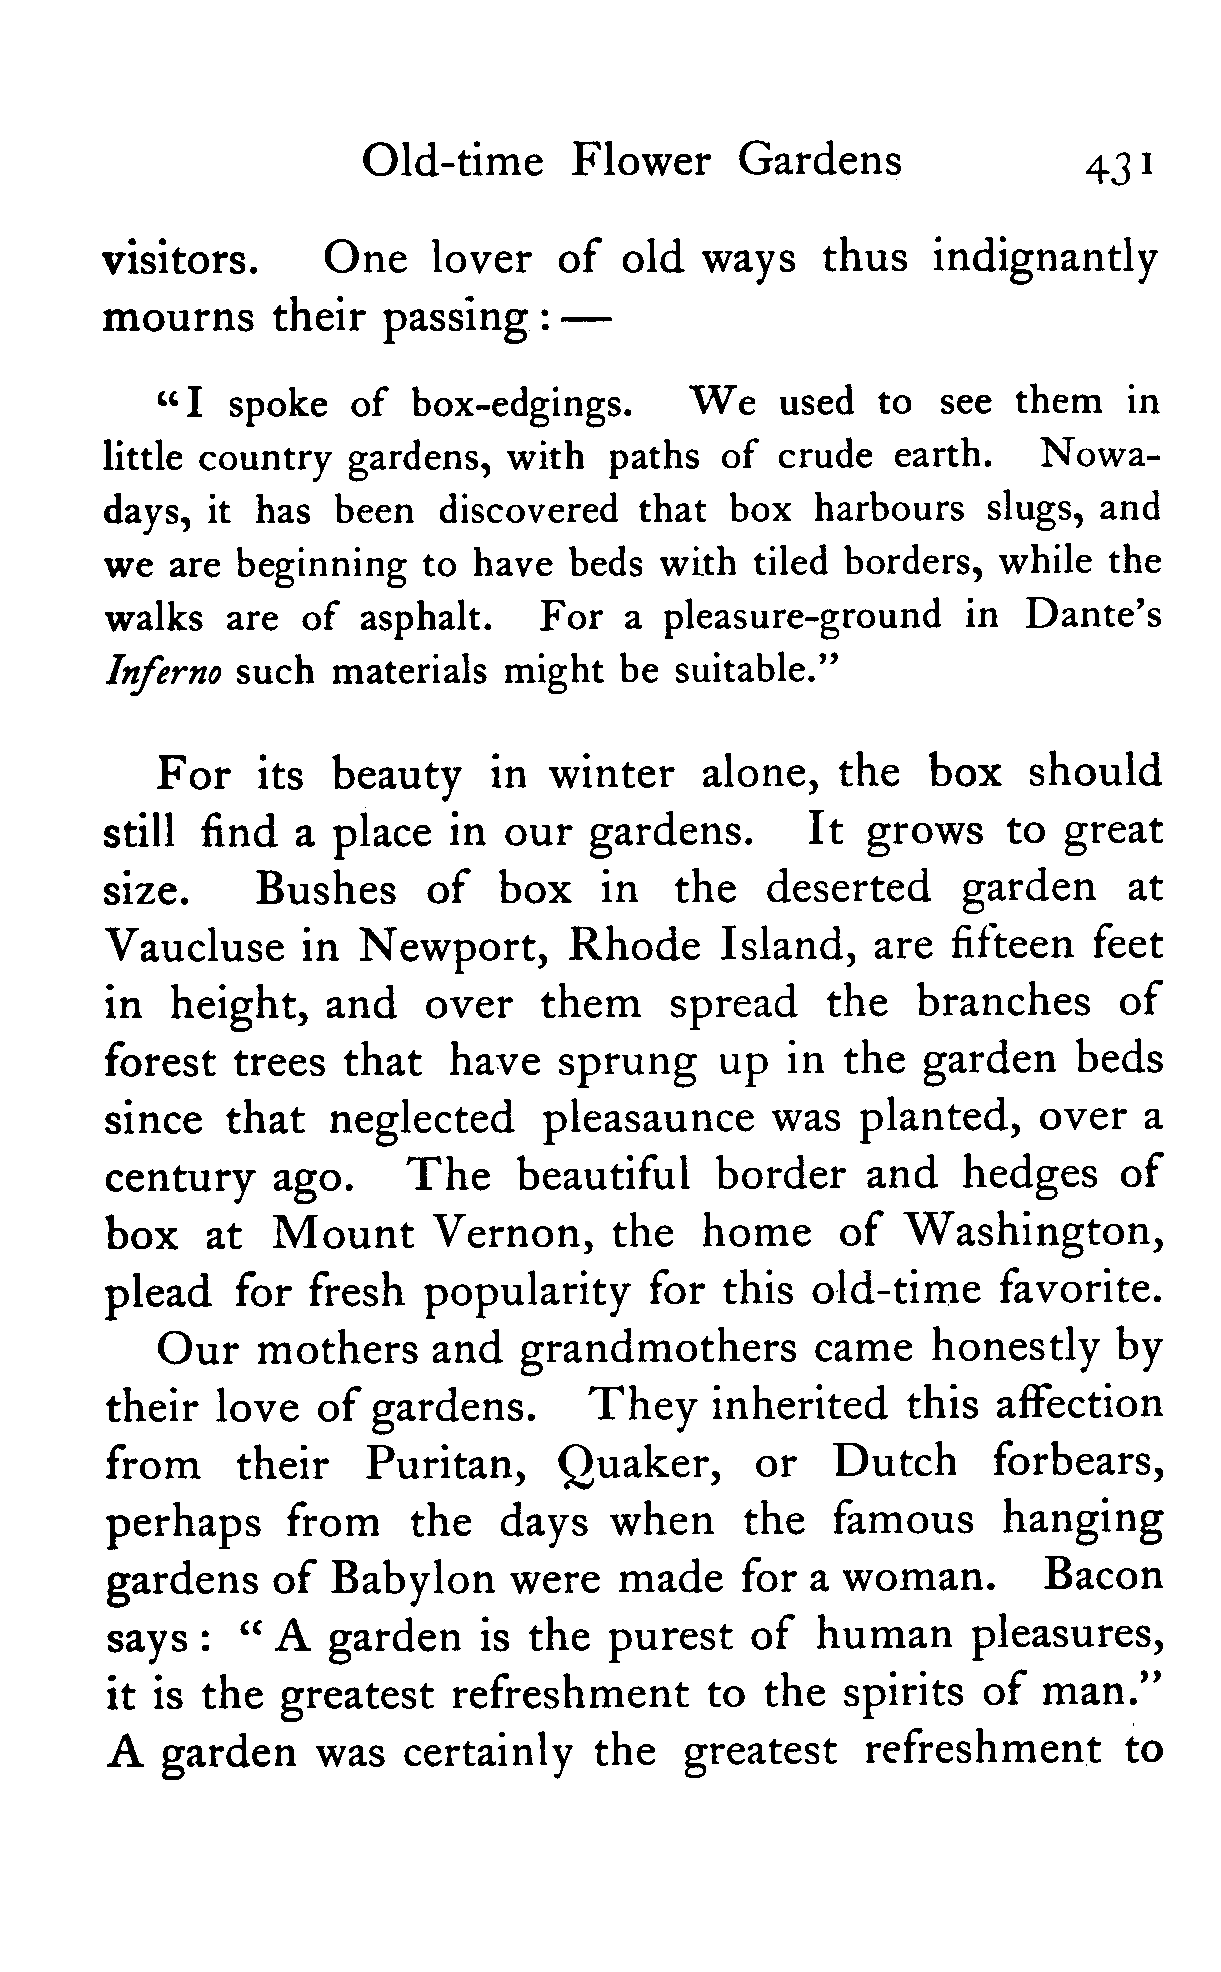 Old-time Flower Gardens 431
visitors. One lover of old ways thus indignantly
mourns their passing : —
“I spoke of box-edgings. We used to see them in
little country gardens, with paths of crude earth. Nowa-
days, it has been discovered that box harbours slugs, and
we are beginning to have beds with tiled borders, while the
walks are of asphalt. For a pleasure-ground in Dante’s
Inferno such materials might be suitable.”
For its beauty in winter alone, the box should
still find a place in our gardens. It grows to great
size. Bushes of box in the deserted garden at
Vaucluse in Newport, Rhode Island, are fifteen feet
in height, and over them spread the branches of
forest trees that have sprung up in the garden beds
since that neglected pleasaunce was planted, over a
century ago. The beautiful border and hedges of
box at Mount Vernon, the home of Washington,
plead for fresh popularity for this old-time favorite.
Our mothers and grandmothers came honestly by
their love of gardens. They inherited this affection
from their Puritan, Quaker, or Dutch forbears,
perhaps from the days when the famous hanging
gardens of Babylon were made for a woman. Bacon
says : “ A garden is the purest of human pleasures,
it is the greatest refreshment to the spirits of man.”
A garden was certainly the greatest refreshment to